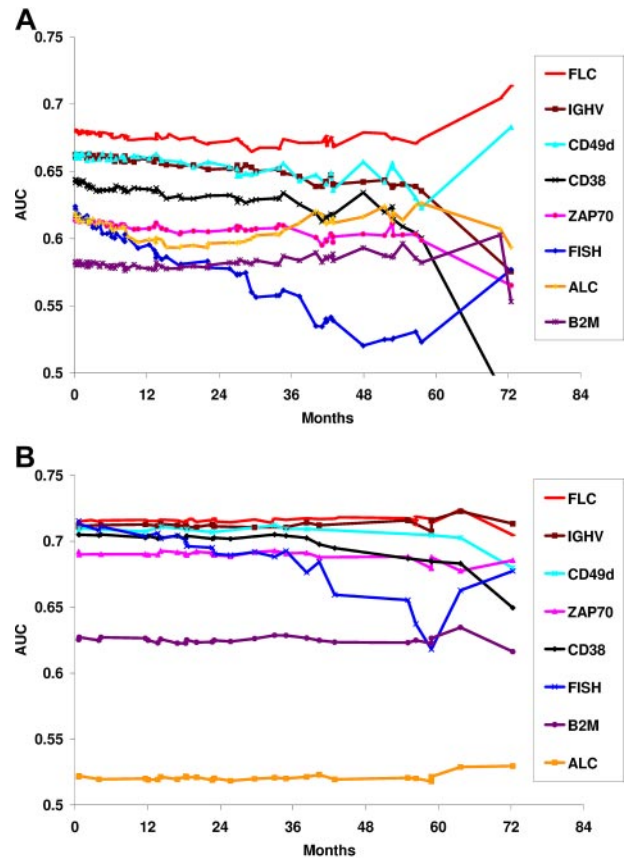 A
0.75
0.7
0.65
0.6
0.55
0.5
AUC
0 12 24 36 48 60 72 84
Months
FLC
IGHV
CD49d
CD38
ZAP70
FISH
ALC
B2M
B
0.75
0.7
0.65
0.6
0.55
0.5
AUC
0 12 24 36 48 60 72 84
Months
FLC
IGHV
CD49d
ZAP70
CD38
FISH
B2M
ALC